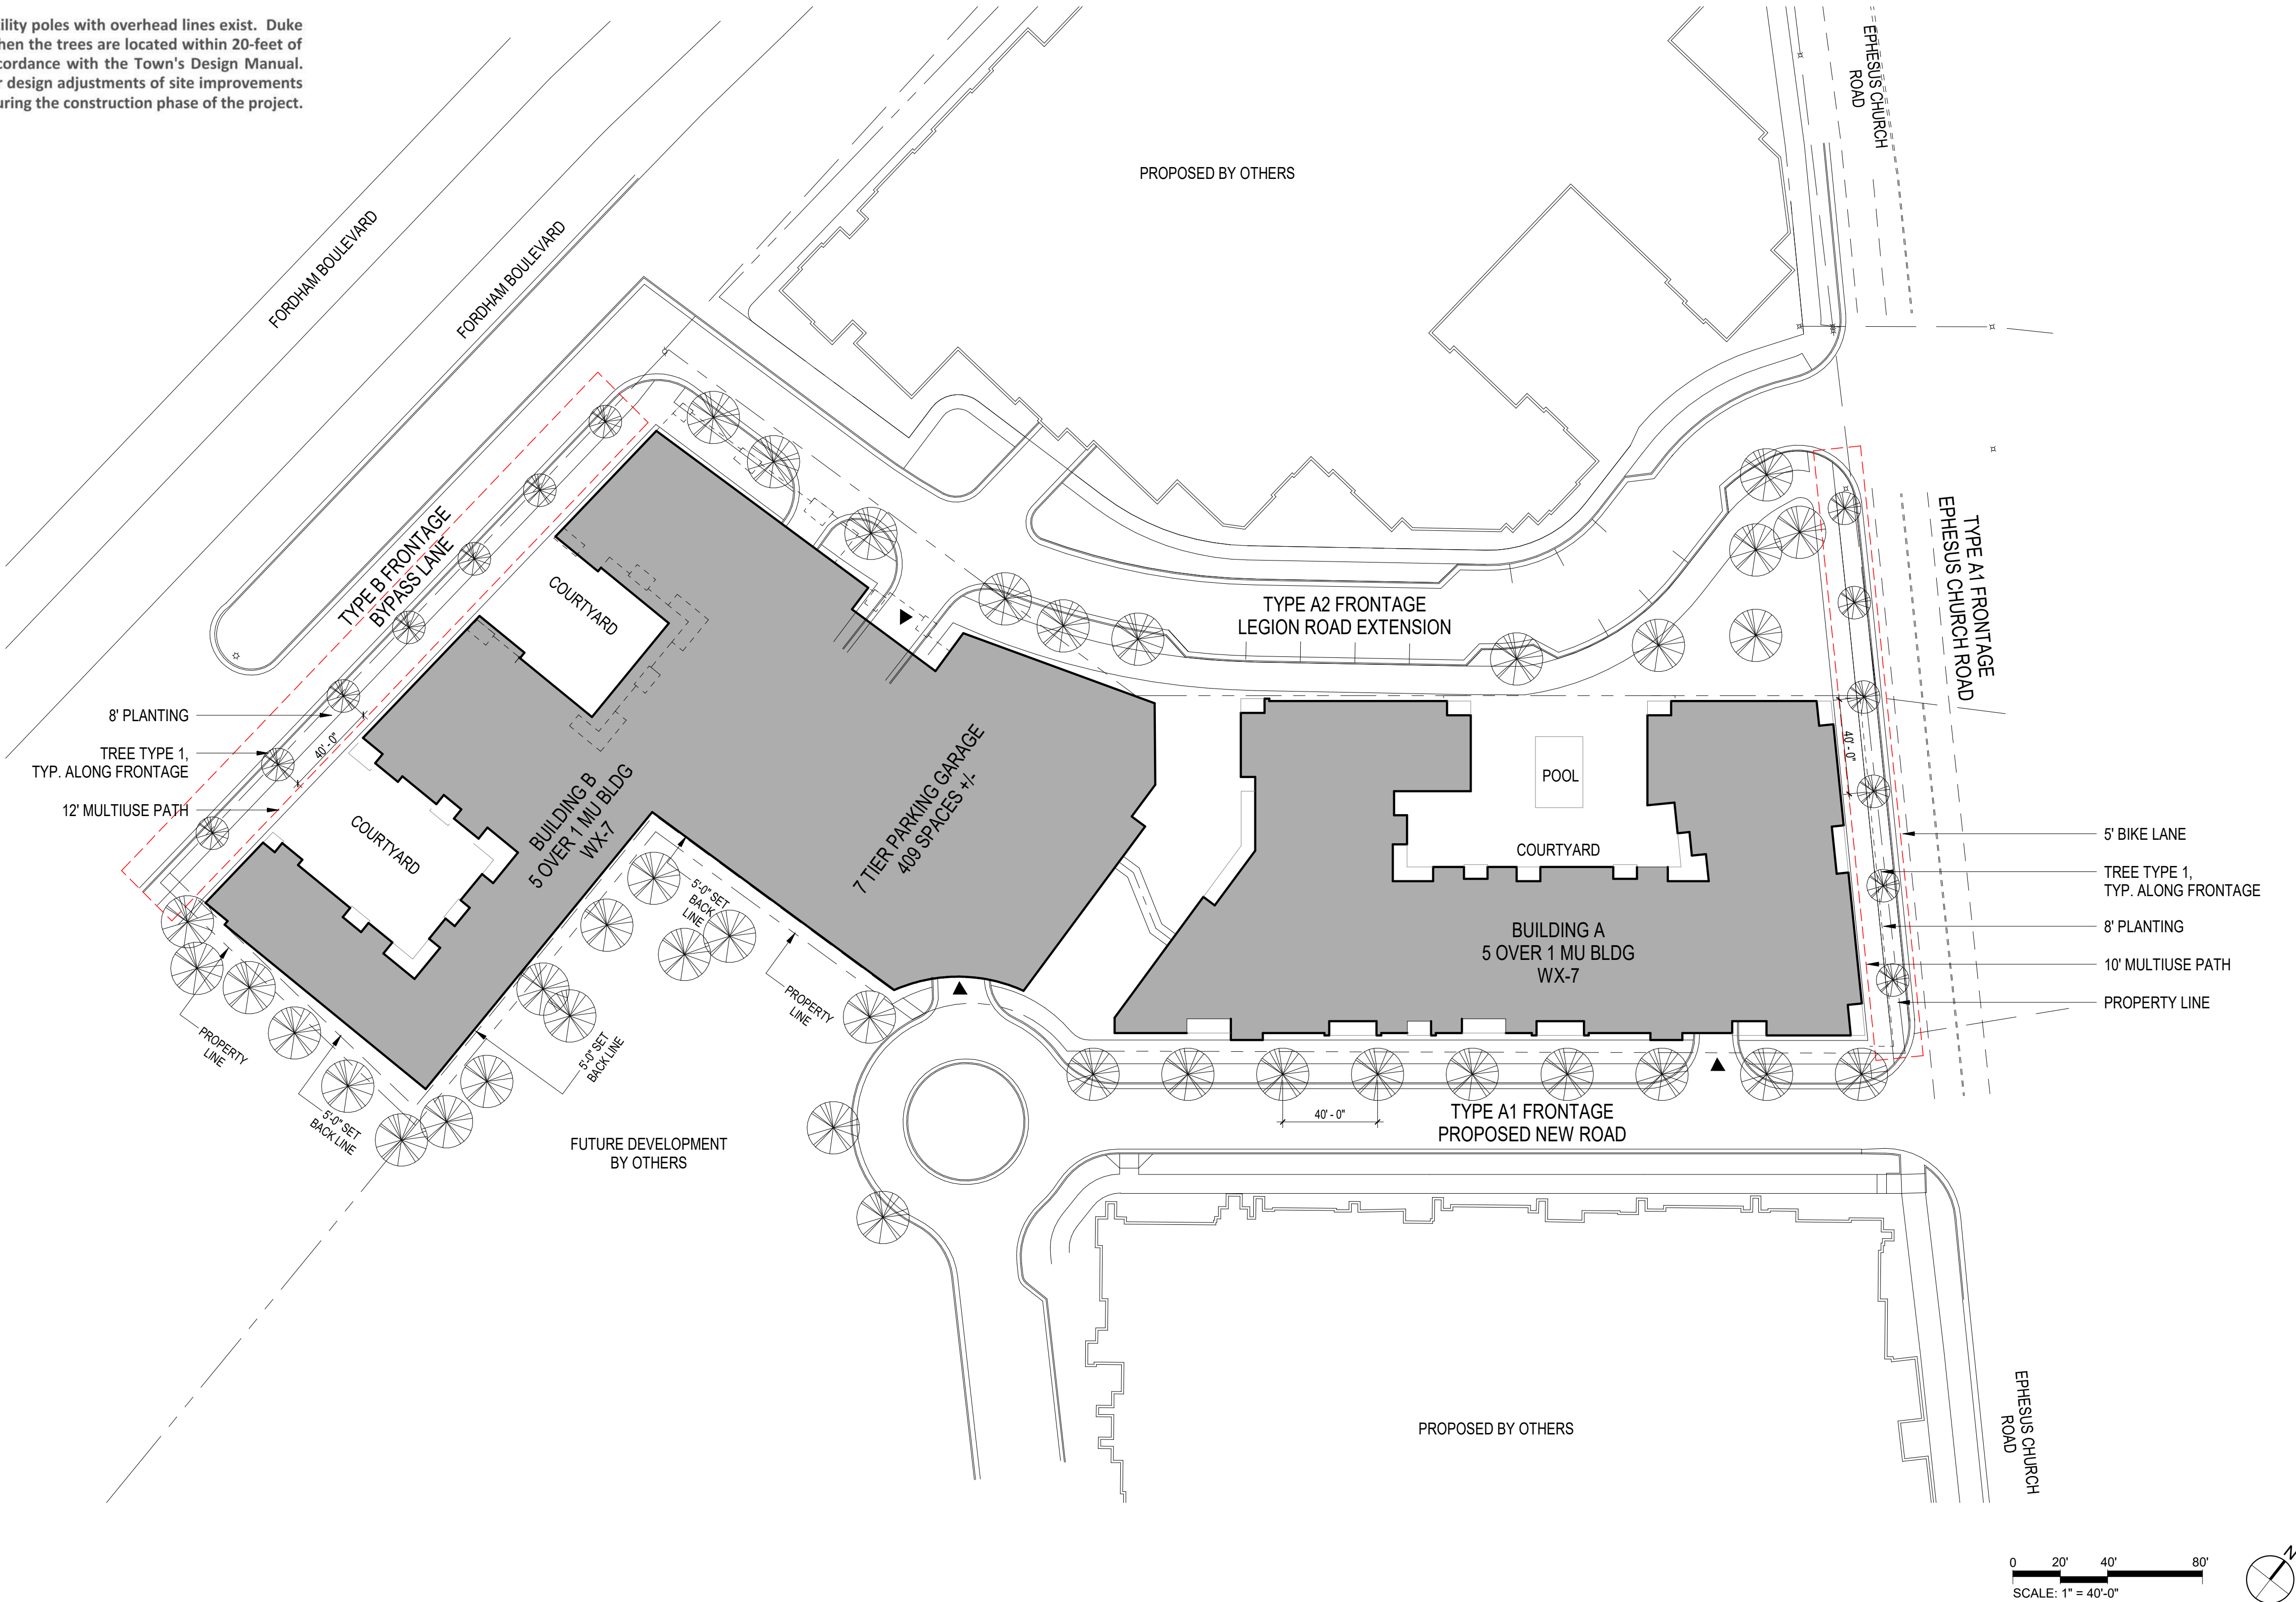 ility poles with overhead lines exist. Duke
hen the trees are located within 20-feet of
cordance with the Town's Design Manual.
r design adjustments of site improvements
uring the construction phase of the project.
EPHESUS CHURCH
ROAD
PROPOSED BY OTHERS
FORDHAM BOULEVARD
FORDHAM BOULEVARD
TYPE B FRONTAGE
BYPASS LANE
COURTYARD
TYPE A2 FRONTAGE
LEGION ROAD EXTENSION
TYPE A1 FRONTAGE
EPHESUS CHURCH ROAD
8' PLANTING
TREE TYPE 1,
TYP. ALONG FRONTAGE
12' MULTIUSE PATH
40' - 0"
COURTYARD
BUILDING B
5 OVER 1 MU BLDG
WX-7
7 TIER PARKING GARAGE
409 SPACES +/-
POOL
COURTYARD
40' - 0"
BUILDING A
5 OVER 1 MU BLDG
WX-7
5' BIKE LANE
TREE TYPE 1,
TYP. ALONG FRONTAGE
8' PLANTING
10' MULTIUSE PATH
PROPERTY LINE
5'-0" SET
BACK
LINE
PROPERTY
LINE
PROPERTY
LINE
5'-0" SET
BACK LINE
5'-0" SET
BACK LINE
40' - 0"
TYPE A1 FRONTAGE
PROPOSED NEW ROAD
FUTURE DEVELOPMENT
BY OTHERS
PROPOSED BY OTHERS
EPHESUS CHURCH
ROAD
0 20' 40' 80'
SCALE: 1" = 40'-0"
N